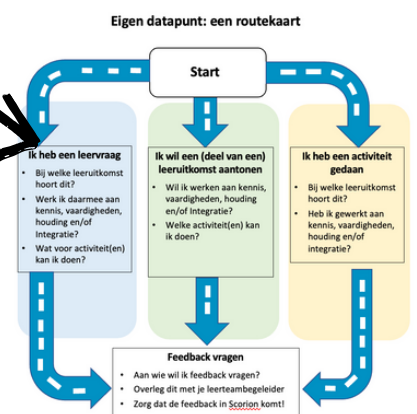 Eigen datapunt: een routekaart
Start
Ik heb een leervraag
• Bij welke leeruitkomst
hoort dit?
• Werk ik daarmee aan
kennis, vaardigheden,
houding en/of
Integratie?
• Wat voor activiteit(en)
kan ik doen?
Ik wil een (deel van een)
leeruitkomst aantonen
• Wil ik werken aan kennis,
vaardigheden, houding
en/of Integratie?
• Welke activiteit(en) kan
ik doen?
Ik heb een activiteit
gedaan
• Bij welke leeruitkomst
hoort dit?
• Heb ik gewerkt aan
kennis, vaardigheden,
houding en/of
integratie?
Feedback vragen
• Aan wie wil ik feedback vragen?
• Overleg dit met je leerteambegeleider
• Zorg dat de feedback in Scorion komt!